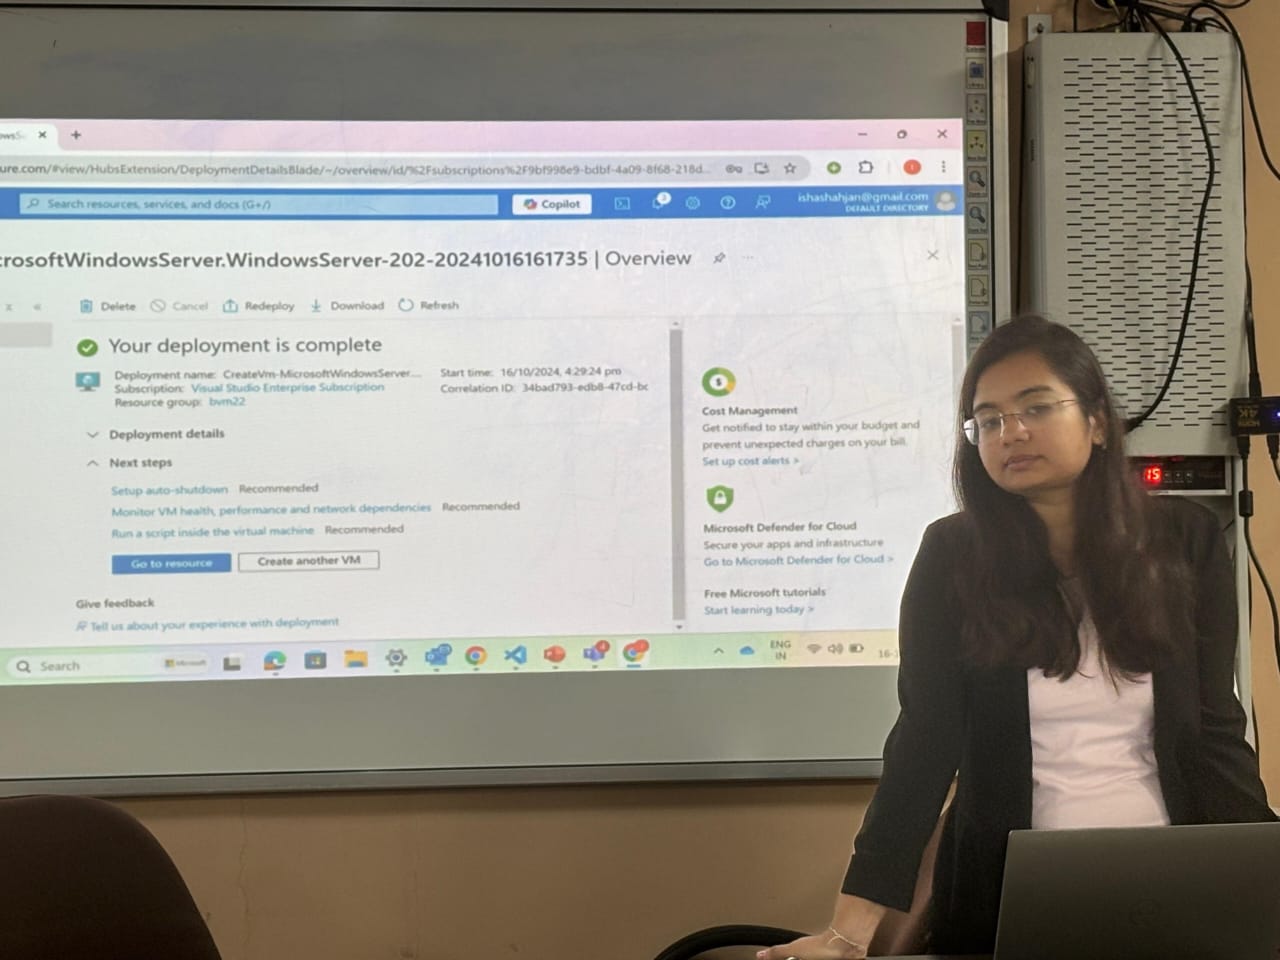 ure.com/#view/HubsExtension/DeploymentDetailsBlade/~/overview/id/%2Fsubscriptions%2F9bf998e9-bdbf-4a09-8f68-218d...
Search resources, services, and docs (G+/)
Copilot
3
ishashahjan@gmail.com
DEFAULT DIRECTORY
crosoftWindowsServer.WindowsServer-202-20241016161735 | Overview
Delete
Cancel
Redeploy
Download
Refresh
Your deployment is complete
Deployment name: CreateVm-MicrosoftWindowsServer....
Subscription: Visual Studio Enterprise Subscription
Resource group: bvm22
Start time: 16/10/2024, 4:29:24 pm
Correlation ID: 34bad793-edb8-47cd-bc
Deployment details
Next steps
Setup auto-shutdown Recommended
Monitor VM health, performance and network dependencies Recommended
Run a script inside the virtual machine Recommended
Go to resource
Create another VM
Give feedback
Tell us about your experience with deployment
Cost Management
Get notified to stay within your budget and
prevent unexpected charges on your bill.
Set up cost alerts >
Microsoft Defender for Cloud
Secure your apps and infrastructure
Go to Microsoft Defender for Cloud >
Free Microsoft tutorials
Start learning today >
Search
Microsoft
ENG
IN
16-
15
HDMI
4K